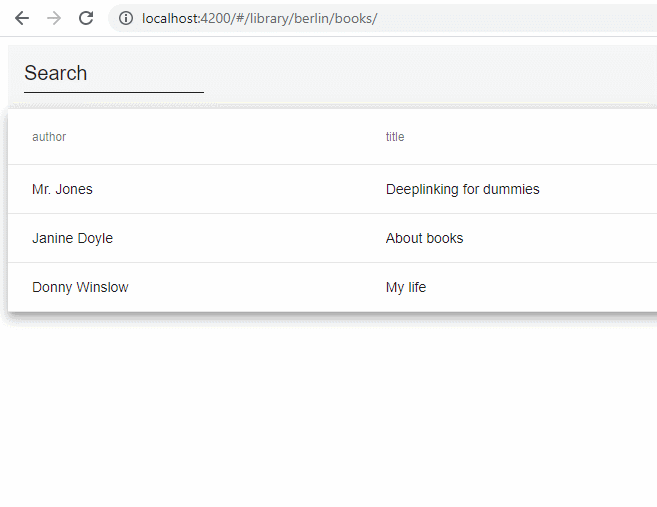 localhost:4200/#/library/berlin/books/
Search
author title
Mr. Jones Deeplinking for dummies
Janine Doyle About books
Donny Winslow My life